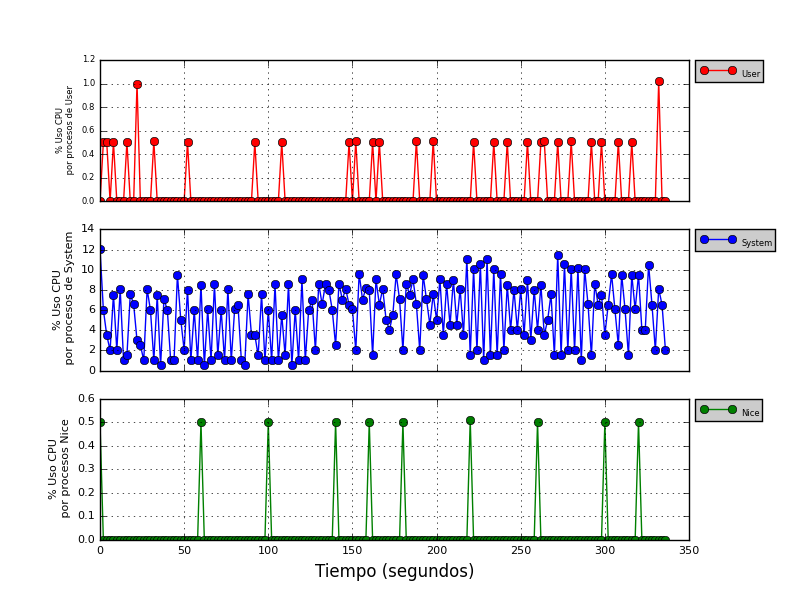 1.2
1.0
0.8
0.6
0.4
0.2
0.0
% Uso CPU
por procesos de User
User
14
12
10
8
6
4
2
0
% Uso CPU
por procesos de System
System
0.6
0.5
0.4
0.3
0.2
0.1
0.0
% Uso CPU
por procesos Nice
Nice
0 50 100 150 200 250 300 350
Tiempo (segundos)